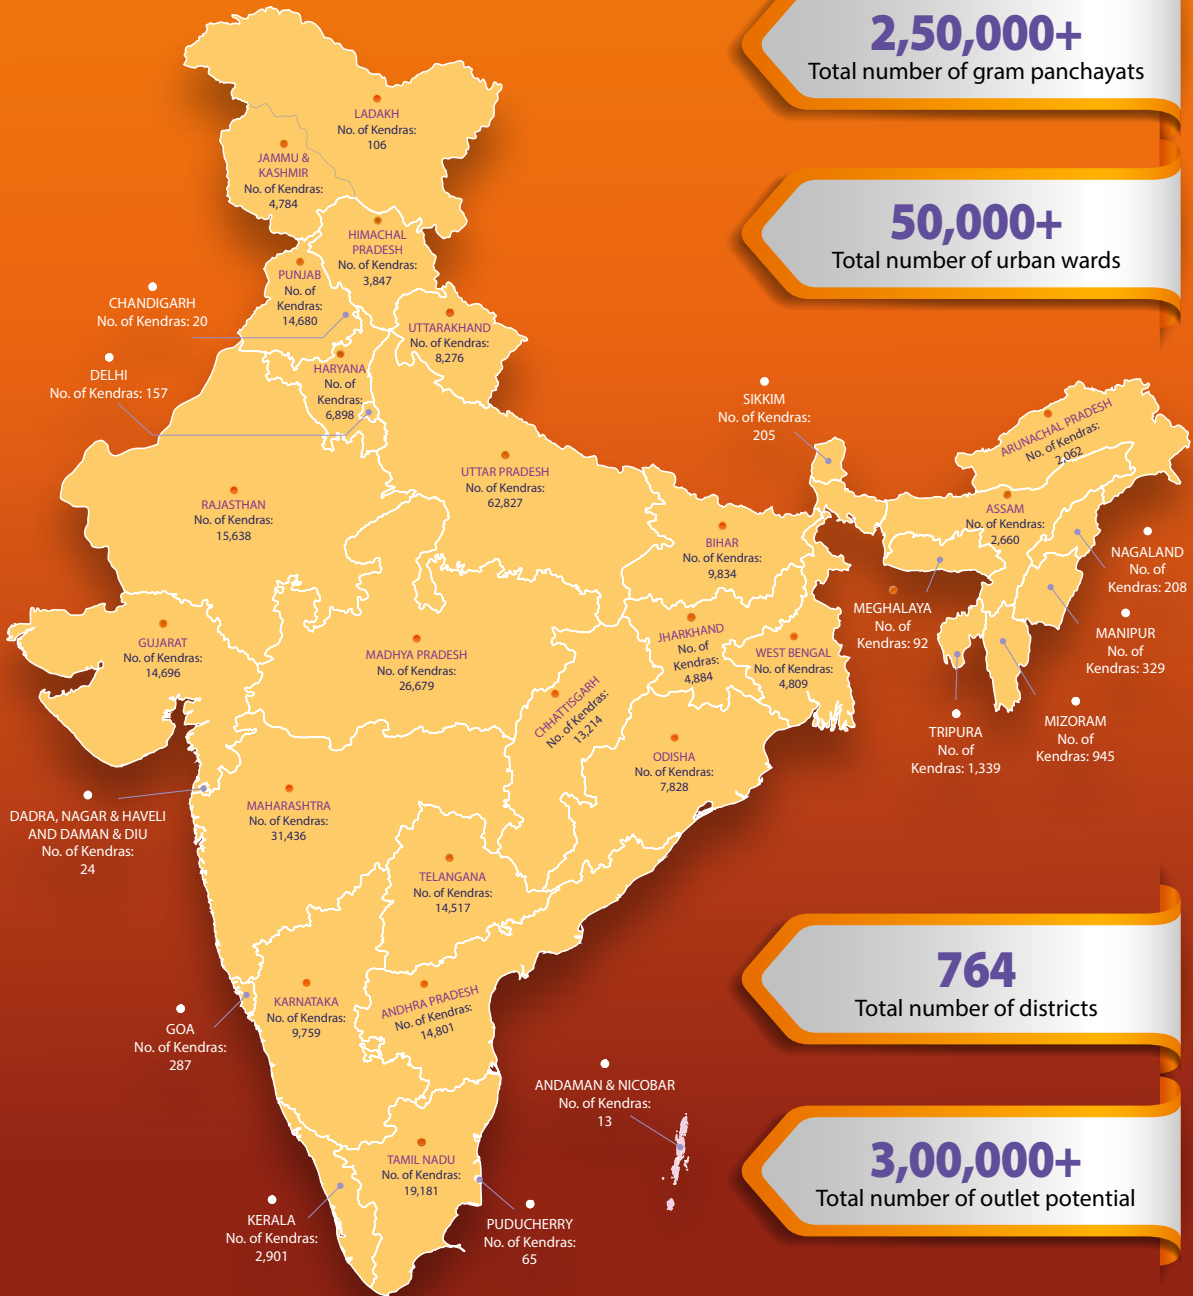 2,50,000+
Total number of gram panchayats
LADAKH
No. of Kendras:
106
JAMMU &
KASHMIR
No. of Kendras:
4,784
50,000+
Total number of urban wards
HIMACHAL
PRADESH
No. of Kendras:
3,847
PUNJAB
No. of
Kendras:
14,680
CHANDIGARH
No. of Kendras: 20
UTTARAKHAND
No. of Kendras:
8,276
DELHI
No. of Kendras: 157
HARYANA
No. of
Kendras:
6,898
SIKKIM
No. of Kendras:
205
ARUNACHAL PRADESH
No. of Kendras:
2,062
UTTAR PRADESH
No. of Kendras:
62,827
RAJASTHAN
No. of Kendras:
15,638
ASSAM
No. of Kendras:
2,660
BIHAR
No. of Kendras:
9,834
NAGALAND
No. of
Kendras: 208
MEGHALAYA
No. of
Kendras: 92
MANIPUR
No. of
Kendras: 329
GUJARAT
No. of Kendras:
14,696
MADHYA PRADESH
No. of Kendras:
26,679
JHARKHAND
No. of
Kendras:
4,884
WEST BENGAL
No. of Kendras:
4,809
CHHATTISGARH
No. of Kendras:
13,214
TRIPURA
No. of
Kendras: 1,339
MIZORAM
No. of
Kendras: 945
ODISHA
No. of Kendras:
7,828
DADRA, NAGAR & HAVELI
AND DAMAN & DIU
No. of Kendras:
24
MAHARASHTRA
No. of Kendras:
31,436
TELANGANA
No. of Kendras:
14,517
764
Total number of districts
KARNATAKA
No. of Kendras:
9,759
ANDHRA PRADESH
No. of Kendras:
14,801
GOA
No. of Kendras:
287
ANDAMAN & NICOBAR
No. of Kendras:
13
3,00,000+
Total number of outlet potential
TAMIL NADU
No. of Kendras:
19,181
KERALA
No. of Kendras:
2,901
PUDUCHERRY
No. of Kendras:
65